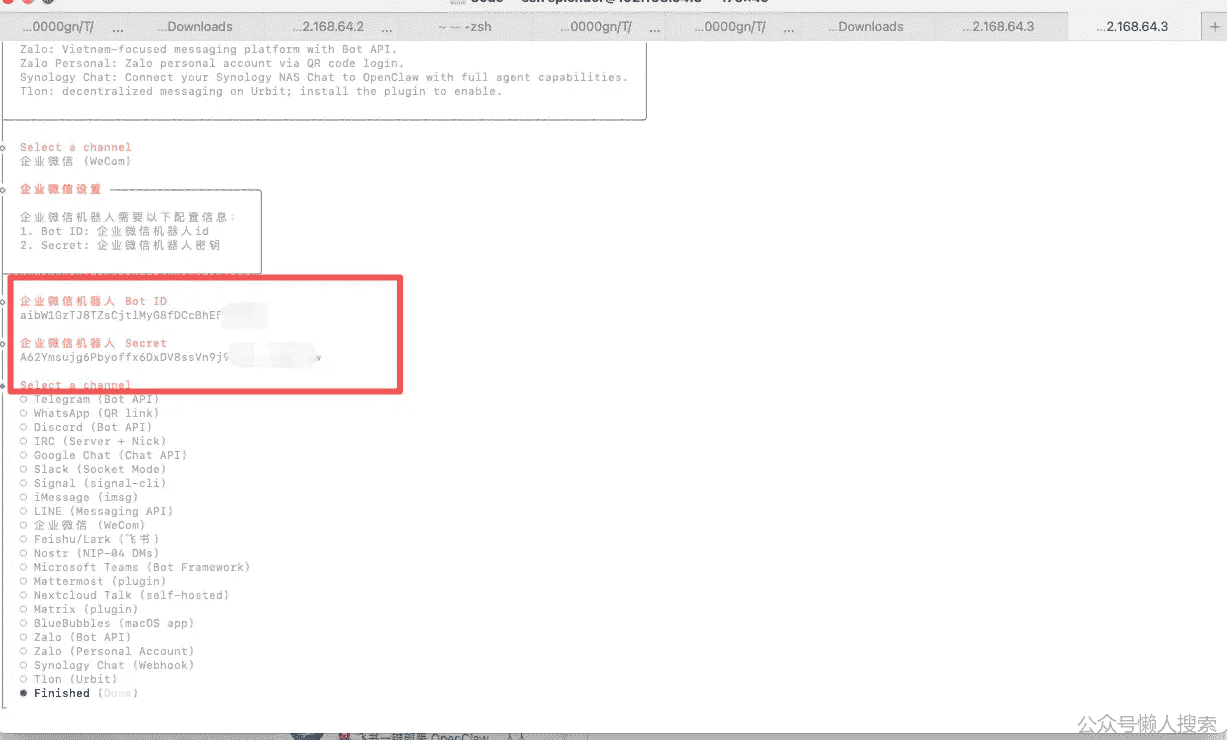 ...0000gn/T/ ... ...Downloads ...2.168.64.2 ... ~ — -zsh ...0000gn/T/ ... ...0000gn/T/ ... ...Downloads ...2.168.64.3 ...2.168.64.3 +
Zalo: Vietnam-focused messaging platform with Bot API.
Zalo Personal: Zalo personal account via QR code login.
Synology Chat: Connect your Synology NAS Chat to OpenClaw with full agent capabilities.
Tlon: decentralized messaging on Urbit; install the plugin to enable.
Select a channel
企业微信 (WeCom)
企业微信设置
企业微信机器人需要以下配置信息:
1. Bot ID: 企业微信机器人id
2. Secret: 企业微信机器人密钥
企业微信机器人 Bot ID
企业微信机器人 Secret
Select a channel
Telegram (Bot API)
WhatsApp (QR link)
Discord (Bot API)
IRC (Server + Nick)
Google Chat (Chat API)
Slack (Socket Mode)
Signal (signal-cli)
iMessage (imsg)
LINE (Messaging API)
企业微信 (WeCom)
Feishu/Lark (飞书)
Nostr (NIP-04 DMs)
Microsoft Teams (Bot Framework)
Mattermost (plugin)
Nextcloud Talk (self-hosted)
Matrix (plugin)
BlueBubbles (macOS app)
Zalo (Bot API)
Zalo (Personal Account)
Synology Chat (Webhook)
Tlon (Urbit)
Finished (Done)
公众号懒人搜索